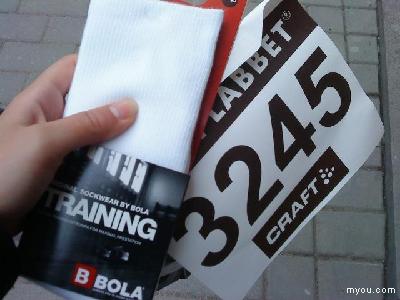 LABBET®
3245
CRAFT
SOCKWEAR BY BOLA
TRAINING
B BOLA
myou.com